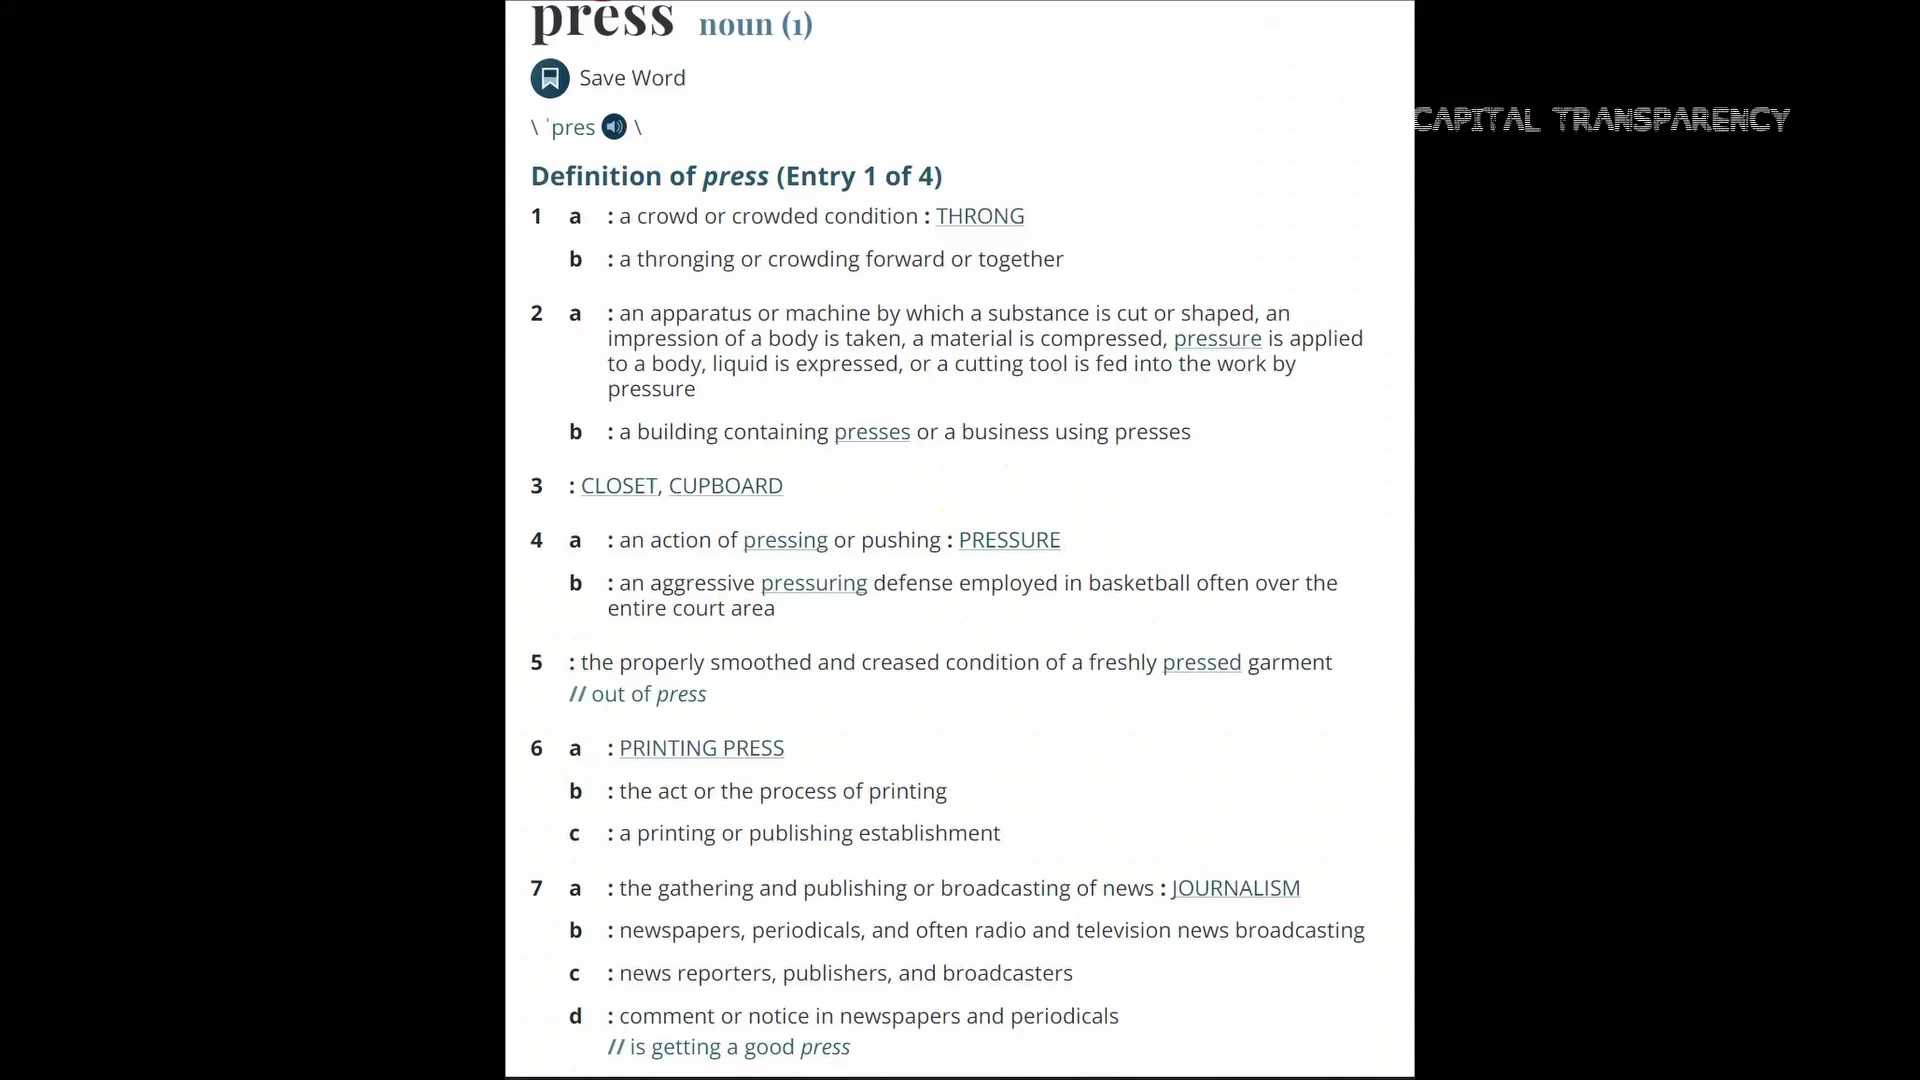 press noun (1)
Save Word
\ ˈpres \
CAPITAL TRANSPARENCY
Definition of press (Entry 1 of 4)
1 a : a crowd or crowded condition : THRONG
b : a thronging or crowding forward or together
2 a : an apparatus or machine by which a substance is cut or shaped, an
impression of a body is taken, a material is compressed, pressure is applied
to a body, liquid is expressed, or a cutting tool is fed into the work by
pressure
b : a building containing presses or a business using presses
3 : CLOSET, CUPBOARD
4 a : an action of pressing or pushing : PRESSURE
b : an aggressive pressuring defense employed in basketball often over the
entire court area
5 : the properly smoothed and creased condition of a freshly pressed garment
// out of press
6 a : PRINTING PRESS
b : the act or the process of printing
c : a printing or publishing establishment
7 a : the gathering and publishing or broadcasting of news : JOURNALISM
b : newspapers, periodicals, and often radio and television news broadcasting
c : news reporters, publishers, and broadcasters
d : comment or notice in newspapers and periodicals
// is getting a good press